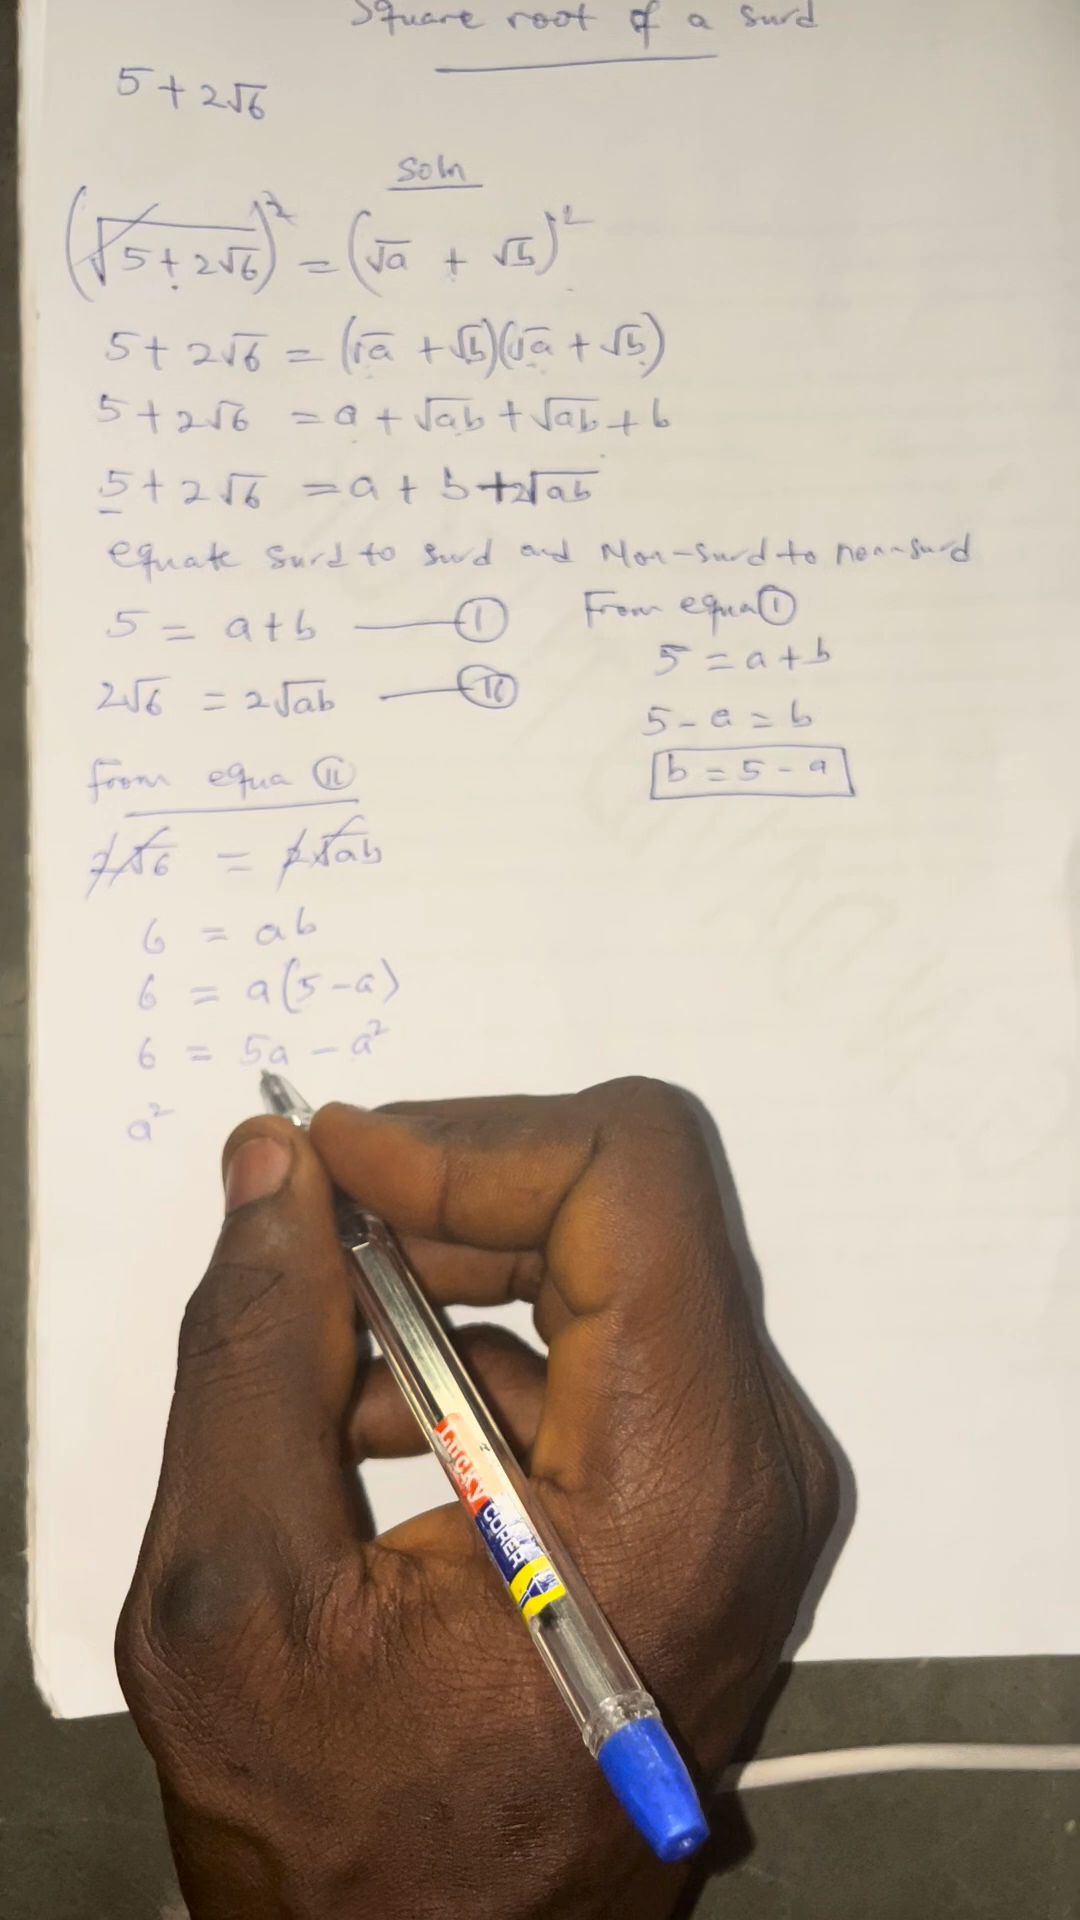 Square root of a surd
5 + 2√6
soln
(√(5 + 2√6))² = (√a + √b)²
5 + 2√6 = (√a + √b)(√a + √b)
5 + 2√6 = a + √ab + √ab + b
5 + 2√6 = a + b + 2√ab
equate surd to surd and Non-surd to non-surd
5 = a + b —— (I)
2√6 = 2√ab —— (II)
From equa (I)
5 = a + b
5 - a = b
b = 5 - a
from equa (II)
2√6 = 2√ab
6 = ab
6 = a(5 - a)
6 = 5a - a²
a²
LUCKY
CORER